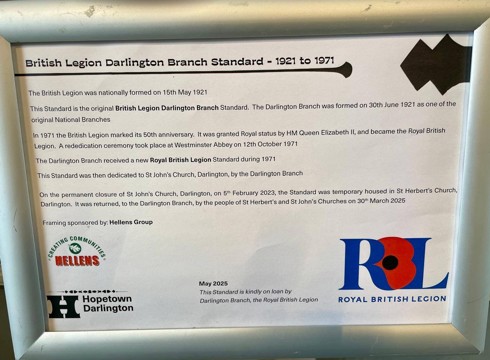 British Legion Darlington Branch Standard - 1921 to 1971
The British Legion was nationally formed on 15th May 1921
This Standard is the original British Legion Darlington Branch Standard. The Darlington Branch was formed on 30th June 1921 as one of the
original National Branches
In 1971 the British Legion marked its 50th anniversary. It was granted Royal status by HM Queen Elizabeth II, and became the Royal British
Legion. A rededication ceremony took place at Westminster Abbey on 12th October 1971
The Darlington Branch received a new Royal British Legion Standard during 1971
This Standard was then dedicated to St John's Church, Darlington, by the Darlington Branch
On the permanent closure of St John's Church, Darlington, on 5th February 2023, the Standard was temporary housed in St Herbert's Church,
Darlington. It was returned, to the Darlington Branch, by the people of St Herbert's and St John's Churches on 30th March 2025
Framing sponsored by: Hellens Group
CREATING COMMUNITIES
HELLENS
H Hopetown
Darlington
May 2025
This Standard is kindly on loan by
Darlington Branch, the Royal British Legion
RBL
ROYAL BRITISH LEGION